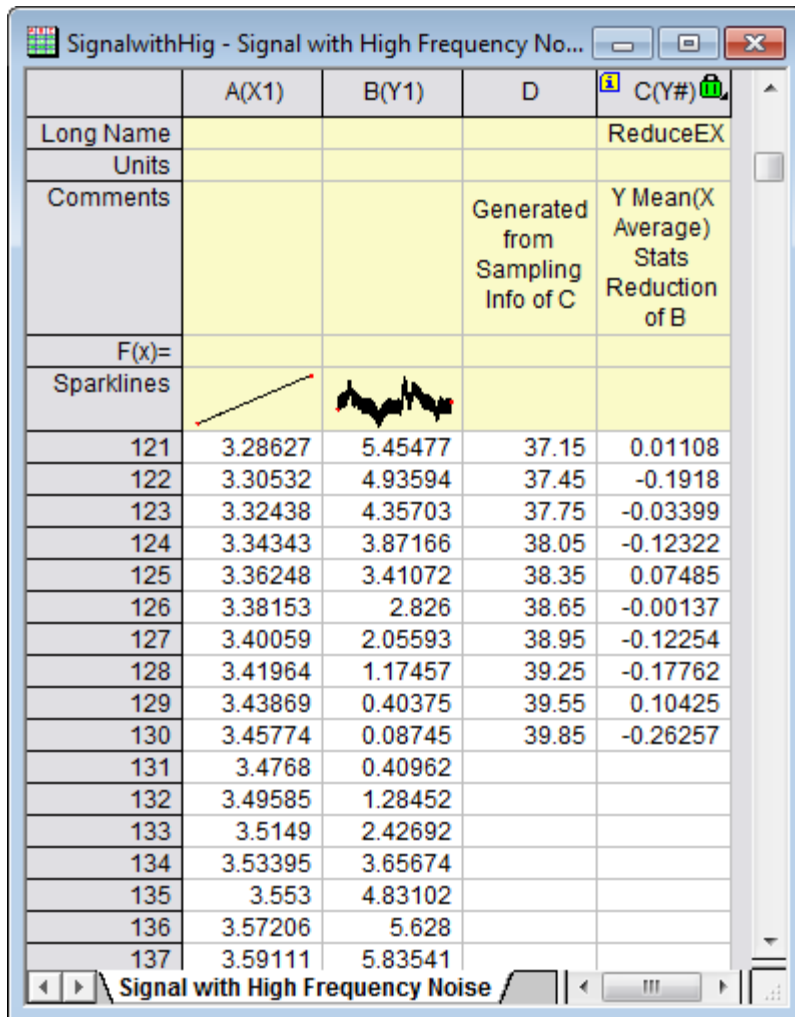 SignalwithHig - Signal with High Frequency No...
A(X1) B(Y1) D C(Y#)
Long Name ReduceEX
Units
Comments Generated from Sampling Info of C Y Mean(X Average) Stats Reduction of B
F(x)=
Sparklines
121 3.28627 5.45477 37.15 0.01108
122 3.30532 4.93594 37.45 -0.1918
123 3.32438 4.35703 37.75 -0.03399
124 3.34343 3.87166 38.05 -0.12322
125 3.36248 3.41072 38.35 0.07485
126 3.38153 2.826 38.65 -0.00137
127 3.40059 2.05593 38.95 -0.12254
128 3.41964 1.17457 39.25 -0.17762
129 3.43869 0.40375 39.55 0.10425
130 3.45774 0.08745 39.85 -0.26257
131 3.4768 0.40962
132 3.49585 1.28452
133 3.5149 2.42692
134 3.53395 3.65674
135 3.553 4.83102
136 3.57206 5.628
137 3.59111 5.83541
Signal with High Frequency Noise